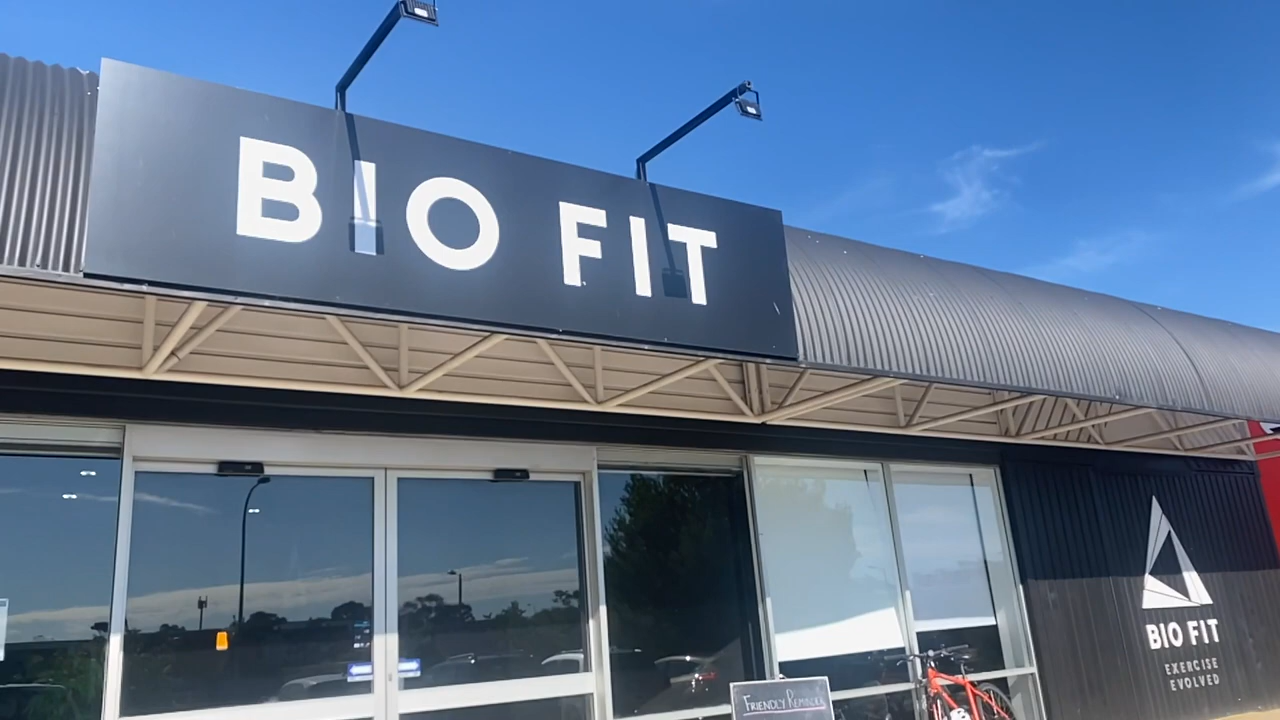 BIO FIT
BIO FIT
EXERCISE
EVOLVED
FRIENDLY REMINDER